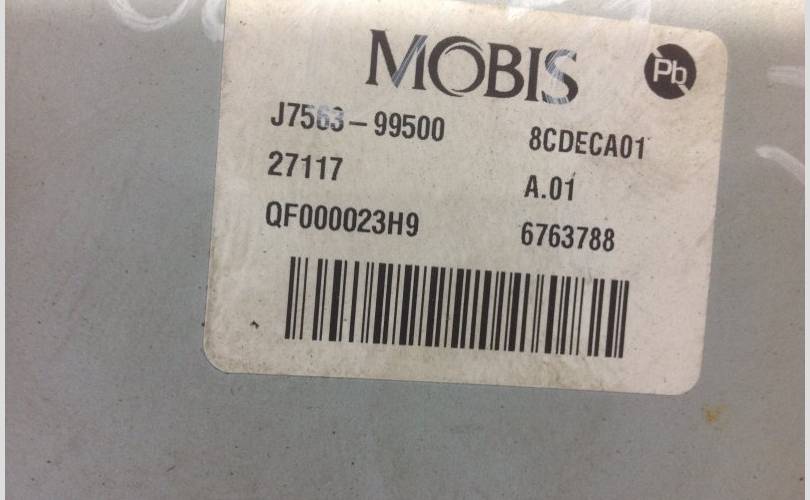 MOBIS
Pb
J7563-99500 8CDECA01
27117 A.01
QF000023H9 6763788